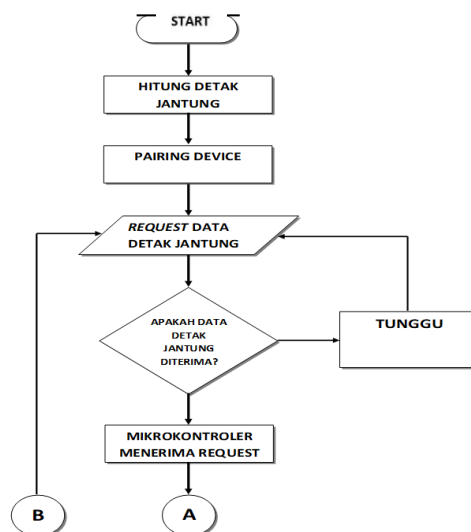 START
HITUNG DETAK
JANTUNG
PAIRING DEVICE
REQUEST DATA
DETAK JANTUNG
APAKAH DATA
DETAK
JANTUNG
DITERIMA?
TUNGGU
MIKROKONTROLER
MENERIMA REQUEST
B
A